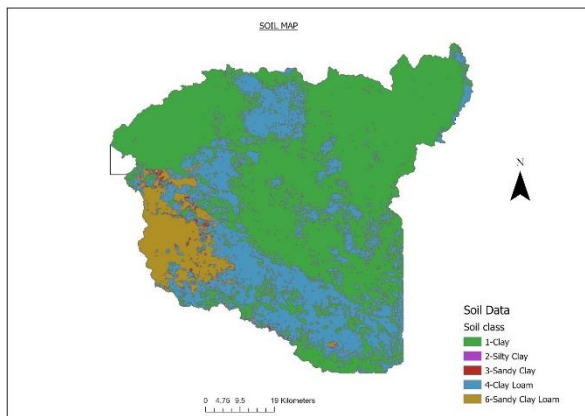 SOIL MAP
N
Soil Data
Soil class
1-Clay
2-Silty Clay
3-Sandy Clay
4-Clay Loam
6-Sandy Clay Loam
0 4.75 9.5 19 Kilometers